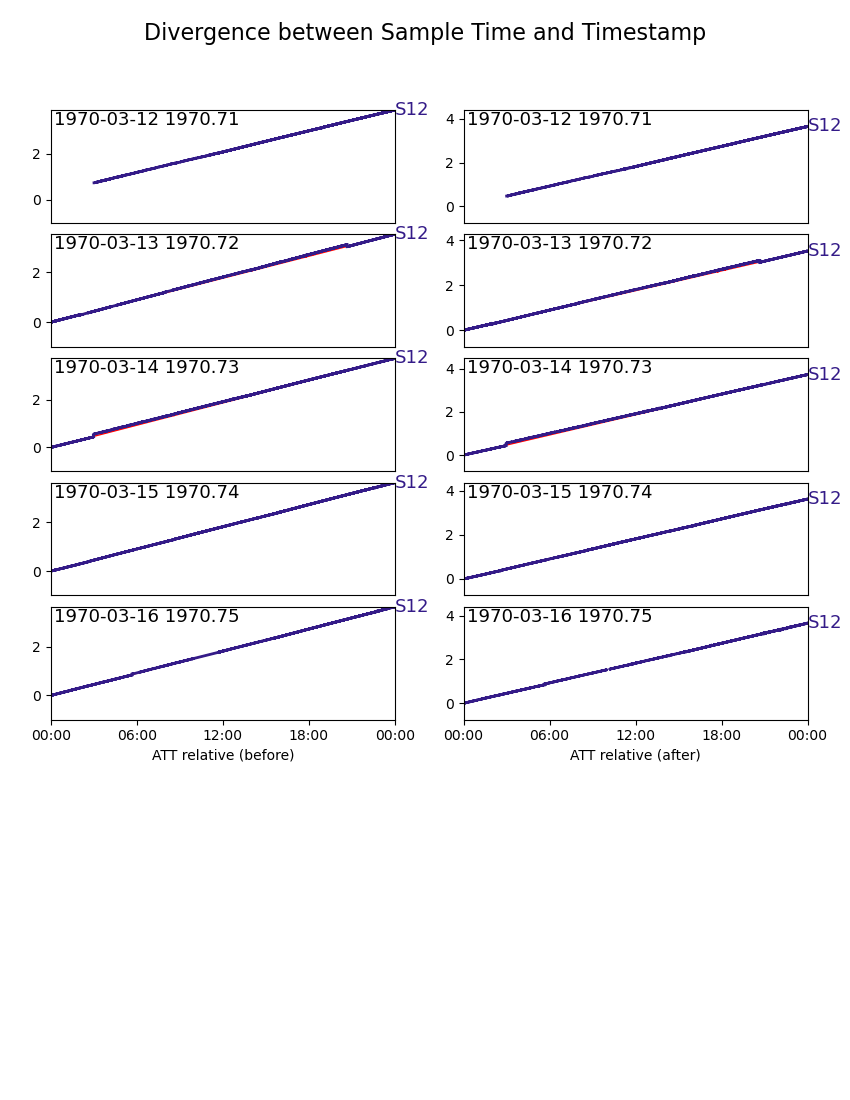 Divergence between Sample Time and Timestamp
1970-03-12 1970.71
S12
2
0
1970-03-12 1970.71
S12
4
2
0
1970-03-13 1970.72
S12
2
0
1970-03-13 1970.72
S12
4
2
0
1970-03-14 1970.73
S12
2
0
1970-03-14 1970.73
S12
4
2
0
1970-03-15 1970.74
S12
2
0
1970-03-15 1970.74
S12
4
2
0
1970-03-16 1970.75
S12
2
0
00:00 06:00 12:00 18:00 00:00
ATT relative (before)
1970-03-16 1970.75
S12
4
2
0
00:00 06:00 12:00 18:00 00:00
ATT relative (after)